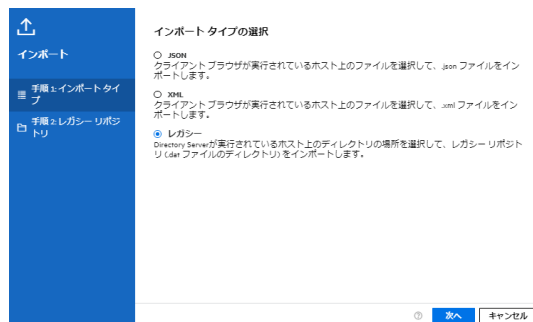 インポート
手順 1: インポート タイ
プ
手順 2: レガシー リポジ
トリ
インポート タイプの選択
JSON
クライアント ブラウザが実行されているホスト上のファイルを選択して、.json ファイルをイン
ポートします。
XML
クライアント ブラウザが実行されているホスト上のファイルを選択して、.xml ファイルをイン
ポートします。
レガシー
Directory Serverが実行されているホスト上のディレクトリの場所を選択して、レガシー リポジト
リ (.dat ファイルのディレクトリ) をインポートします。
次へ
キャンセル